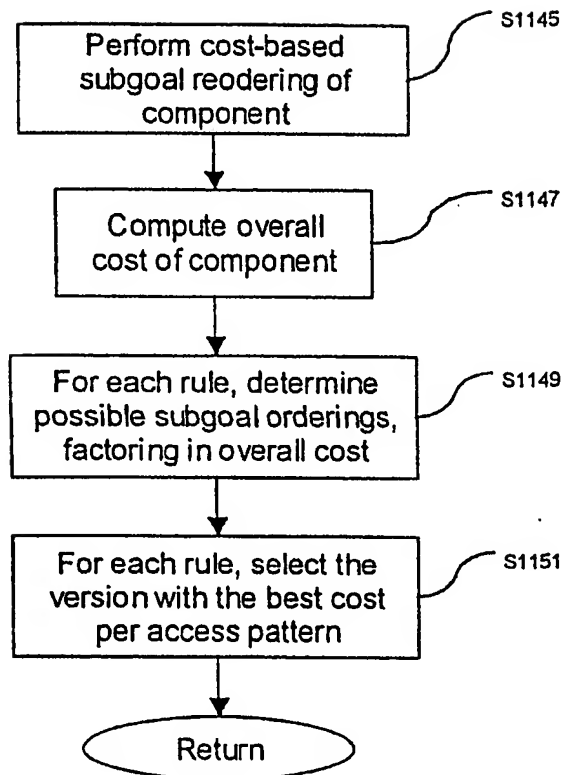 S1145
Perform cost-based
subgoal reodering of
component
S1147
Compute overall
cost of component
S1149
For each rule, determine
possible subgoal orderings,
factoring in overall cost
S1151
For each rule, select the
version with the best cost
per access pattern
Return